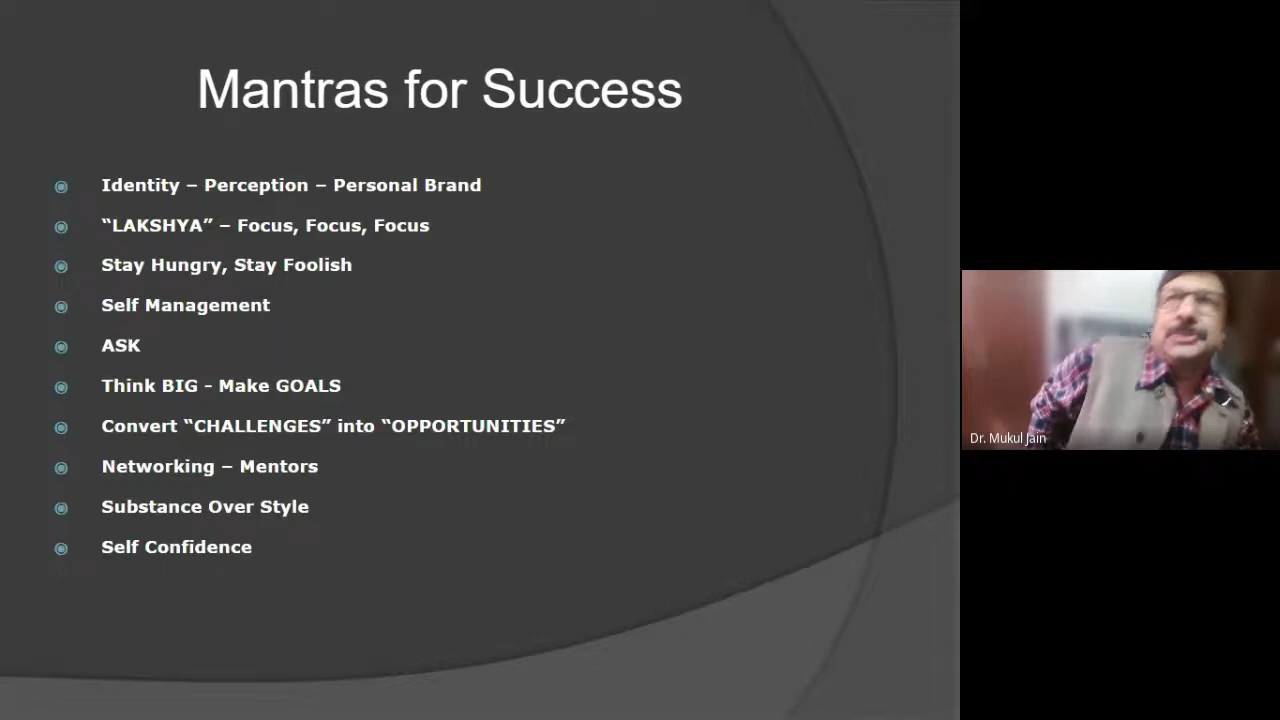 Mantras for Success
Identity – Perception – Personal Brand
“LAKSHYA” – Focus, Focus, Focus
Stay Hungry, Stay Foolish
Self Management
ASK
Think BIG - Make GOALS
Convert “CHALLENGES” into “OPPORTUNITIES”
Networking – Mentors
Substance Over Style
Self Confidence
Dr. Mukul Jain